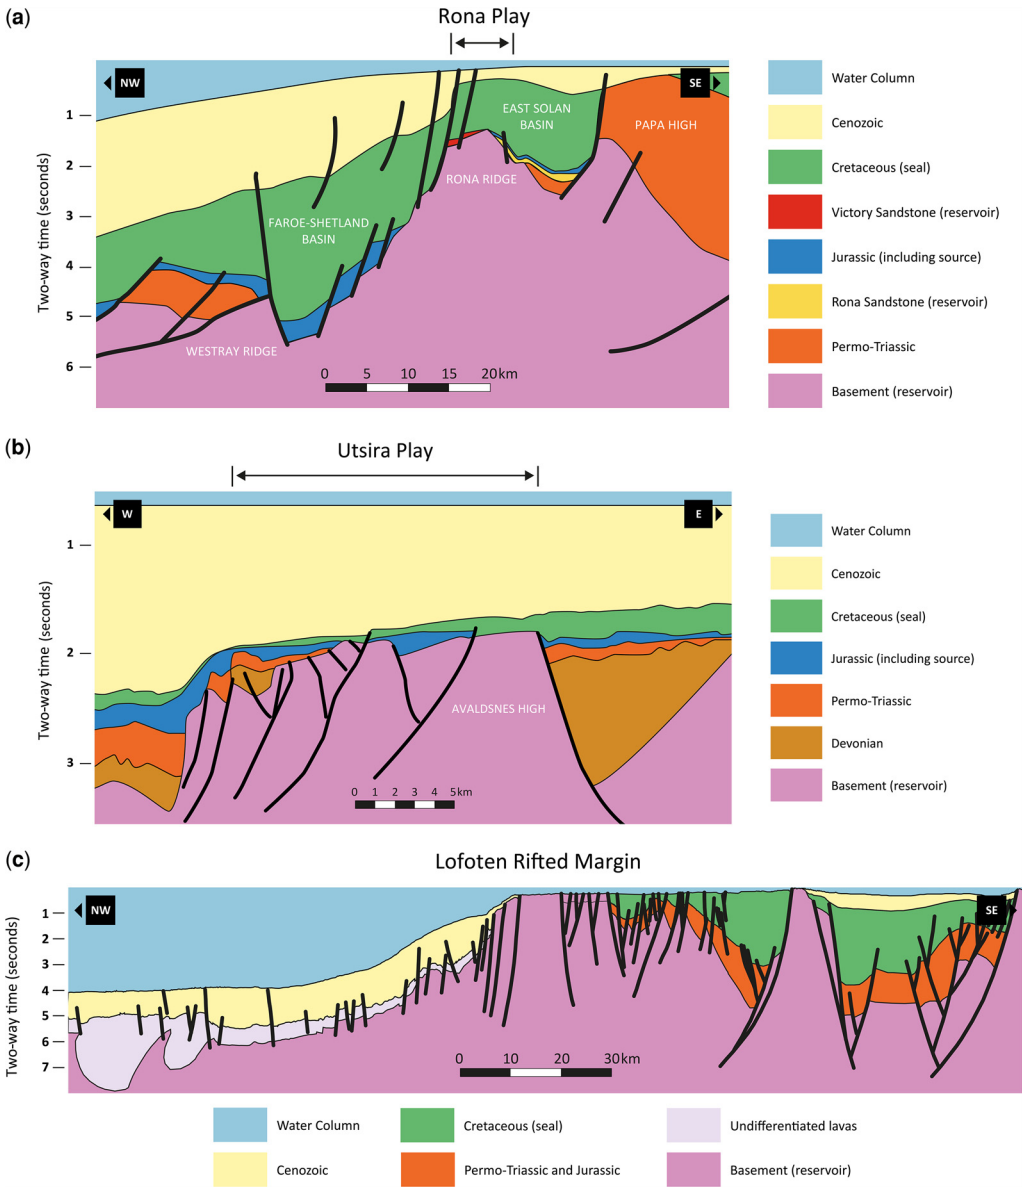 (a)
Rona Play
NW
SE
Two-way time (seconds)
1
2
3
4
5
6
EAST SOLAN
BASIN
PAPA HIGH
RONA RIDGE
FAROE-SHETLAND
BASIN
WESTRAY RIDGE
0 5 10 15 20km
Water Column
Cenozoic
Cretaceous (seal)
Victory Sandstone (reservoir)
Jurassic (including source)
Rona Sandstone (reservoir)
Permo-Triassic
Basement (reservoir)
(b)
Utsira Play
W
E
Two-way time (seconds)
1
2
3
AVALDSNES HIGH
0 1 2 3 4 5km
Water Column
Cenozoic
Cretaceous (seal)
Jurassic (including source)
Permo-Triassic
Devonian
Basement (reservoir)
(c)
Lofoten Rifted Margin
NW
SE
Two-way time (seconds)
1
2
3
4
5
6
7
0 10 20 30km
Water Column
Cretaceous (seal)
Undifferentiated lavas
Cenozoic
Permo-Triassic and Jurassic
Basement (reservoir)